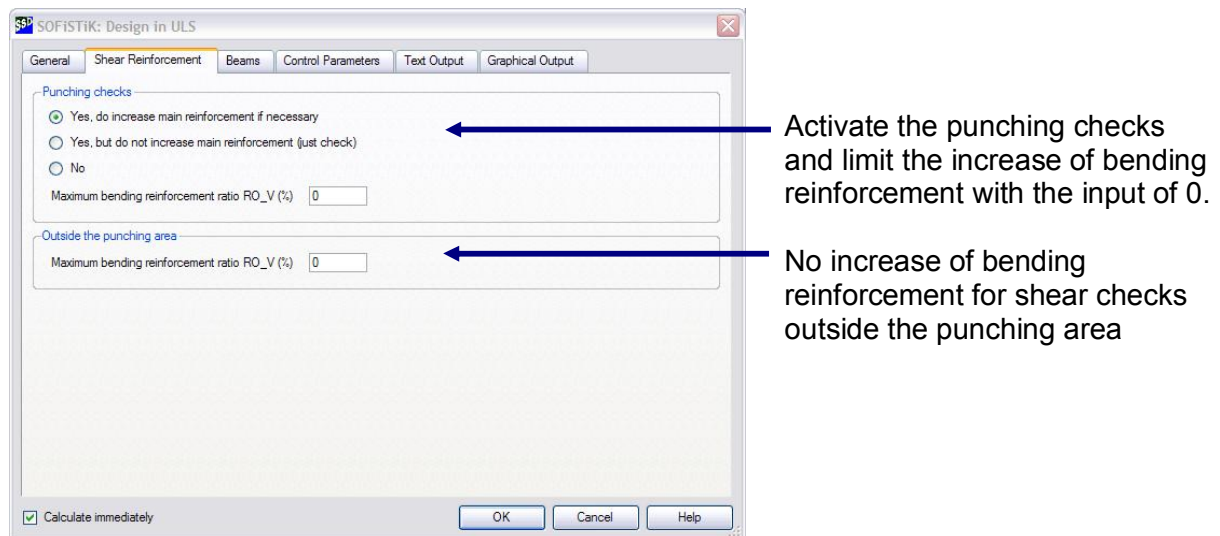 SOFiSTiK: Design in ULS
General Shear Reinforcement Beams Control Parameters Text Output Graphical Output
Punching checks
Yes, do increase main reinforcement if necessary
Yes, but do not increase main reinforcement (just check)
No
Maximum bending reinforcement ratio RO_V (%) 0
Outside the punching area
Maximum bending reinforcement ratio RO_V (%) 0
Calculate immediately
OK Cancel Help
Activate the punching checks
and limit the increase of bending
reinforcement with the input of 0.
No increase of bending
reinforcement for shear checks
outside the punching area